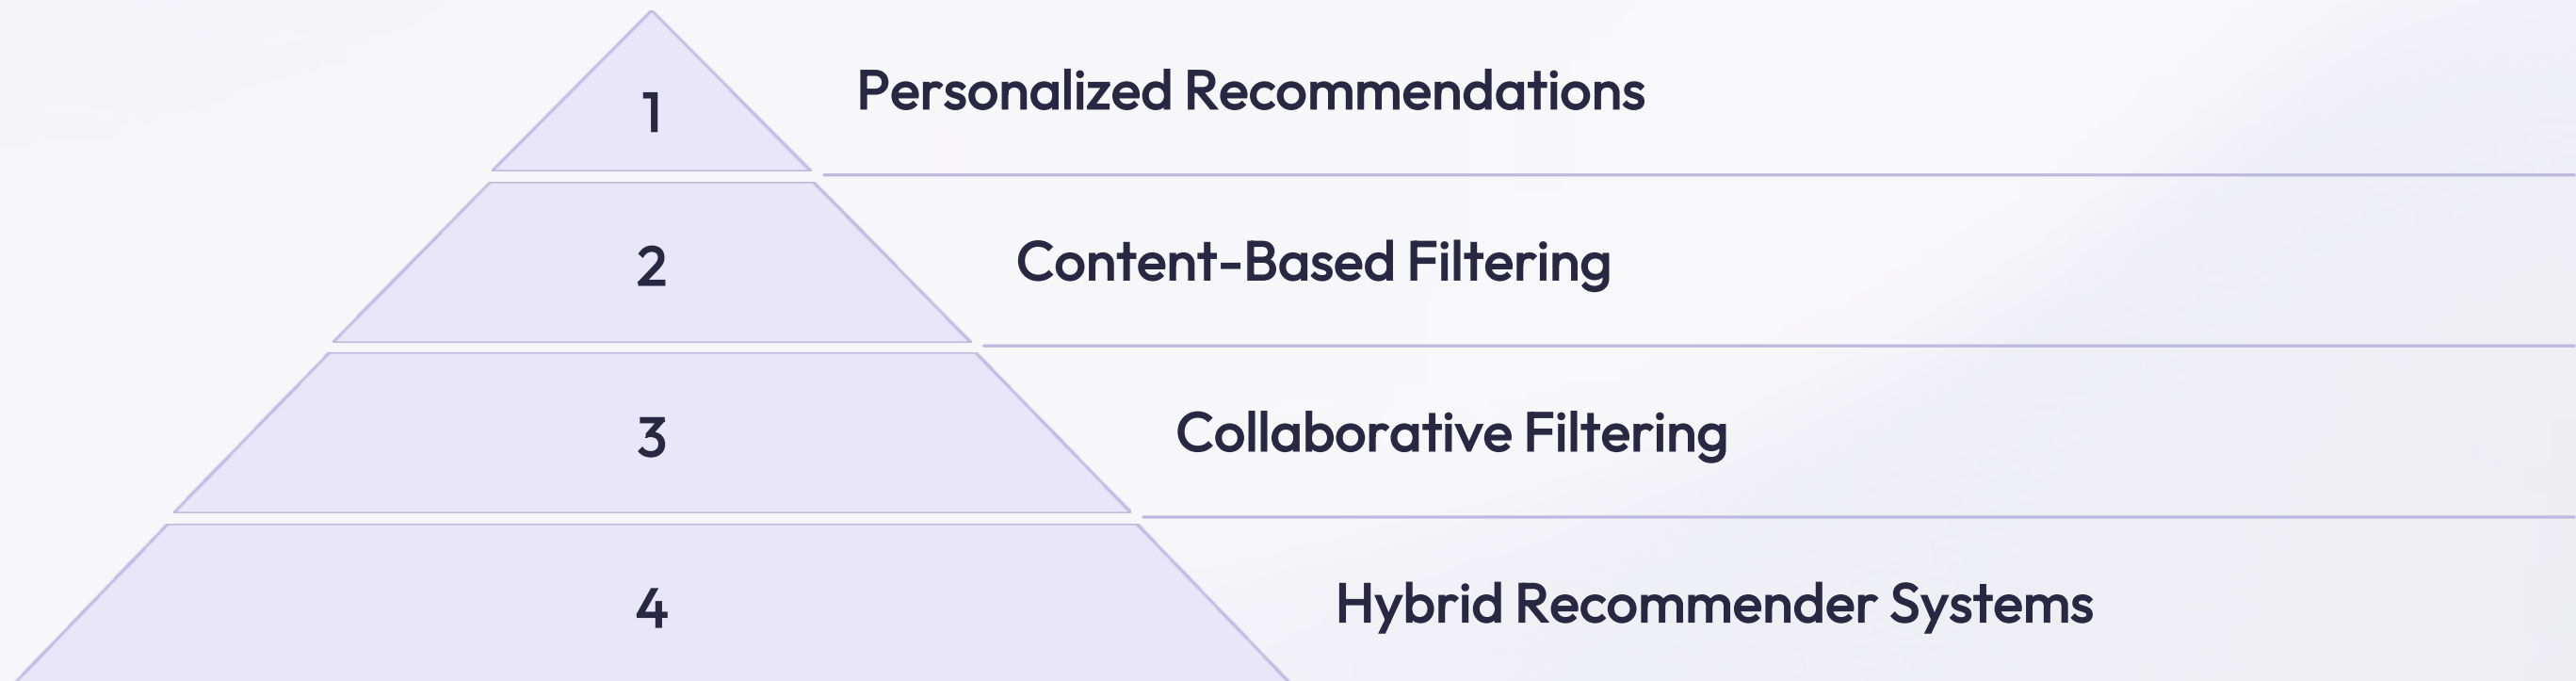 1
Personalized Recommendations
2
Content-Based Filtering
3
Collaborative Filtering
4
Hybrid Recommender Systems